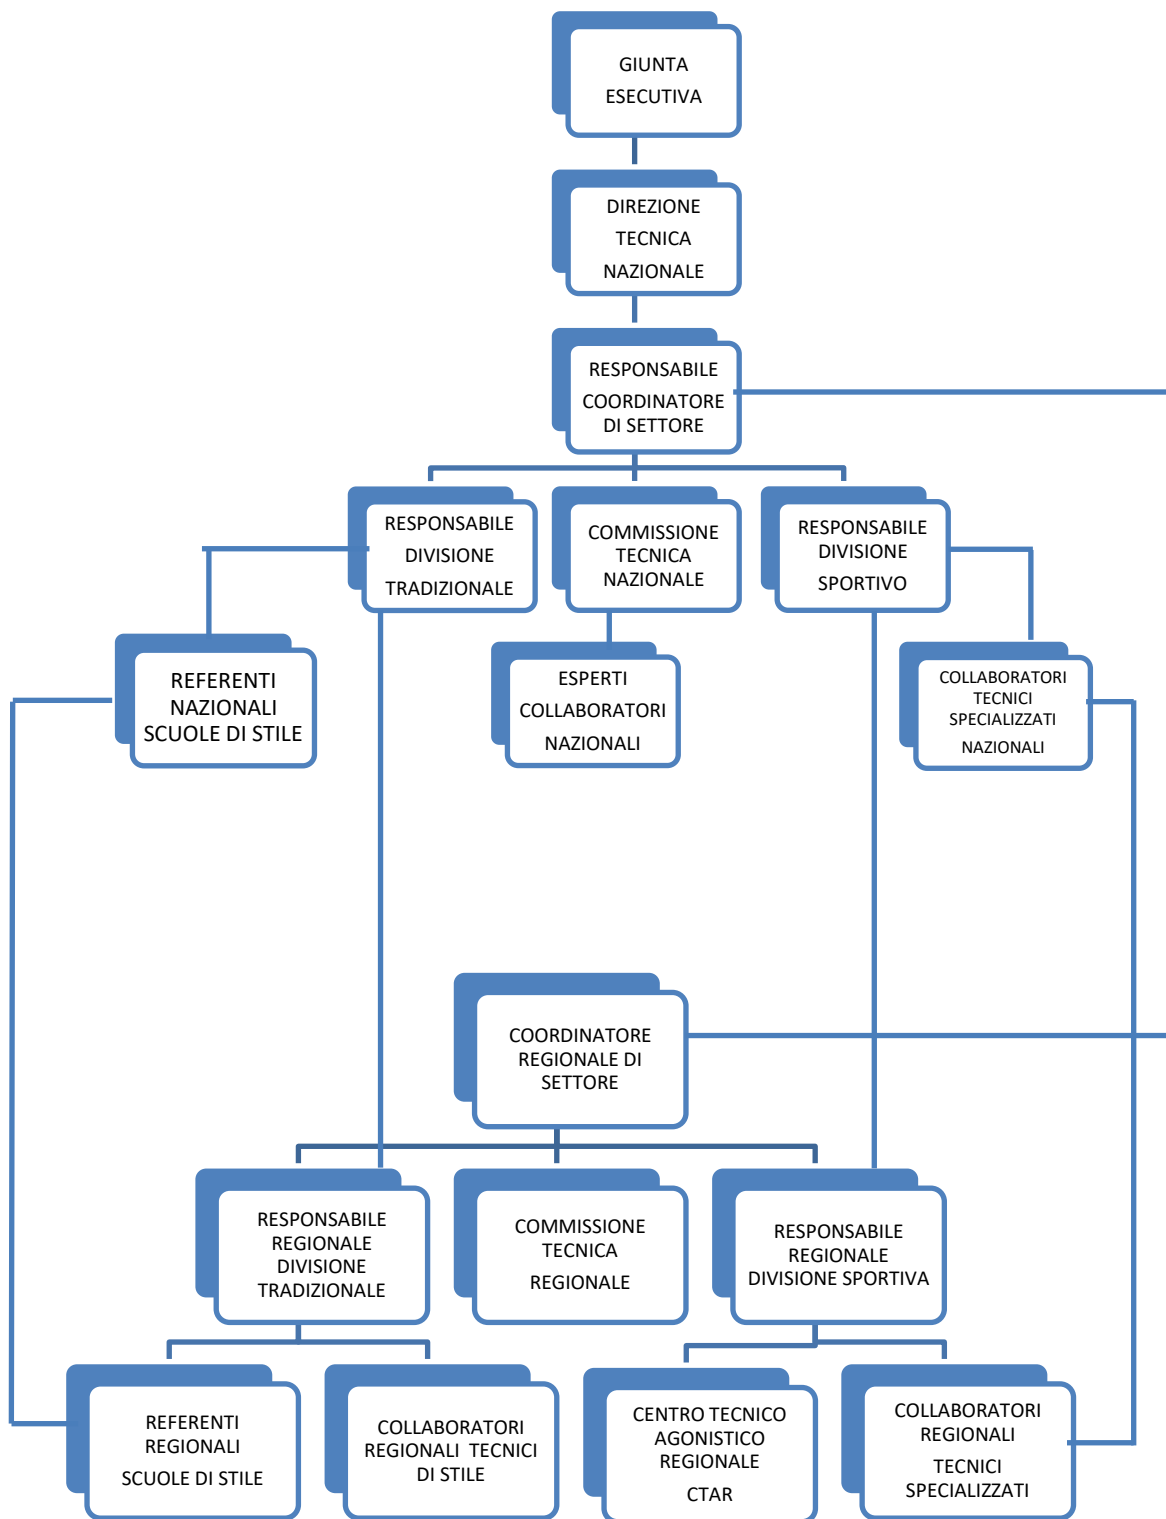 GIUNTA
ESECUTIVA
DIREZIONE
TECNICA
NAZIONALE
RESPONSABILE
COORDINATORE
DI SETTORE
RESPONSABILE
DIVISIONE
TRADIZIONALE
COMMISSIONE
TECNICA
NAZIONALE
RESPONSABILE
DIVISIONE
SPORTIVO
REFERENTI
NAZIONALI
SCUOLE DI STILE
ESPERTI
COLLABORATORI
NAZIONALI
COLLABORATORI
TECNICI
SPECIALIZZATI
NAZIONALI
COORDINATORE
REGIONALE DI
SETTORE
RESPONSABILE
REGIONALE
DIVISIONE
TRADIZIONALE
COMMISSIONE
TECNICA
REGIONALE
RESPONSABILE
REGIONALE
DIVISIONE SPORTIVA
REFERENTI
REGIONALI
SCUOLE DI STILE
COLLABORATORI
REGIONALI TECNICI
DI STILE
CENTRO TECNICO
AGONISTICO
REGIONALE
CTAR
COLLABORATORI
REGIONALI
TECNICI
SPECIALIZZATI